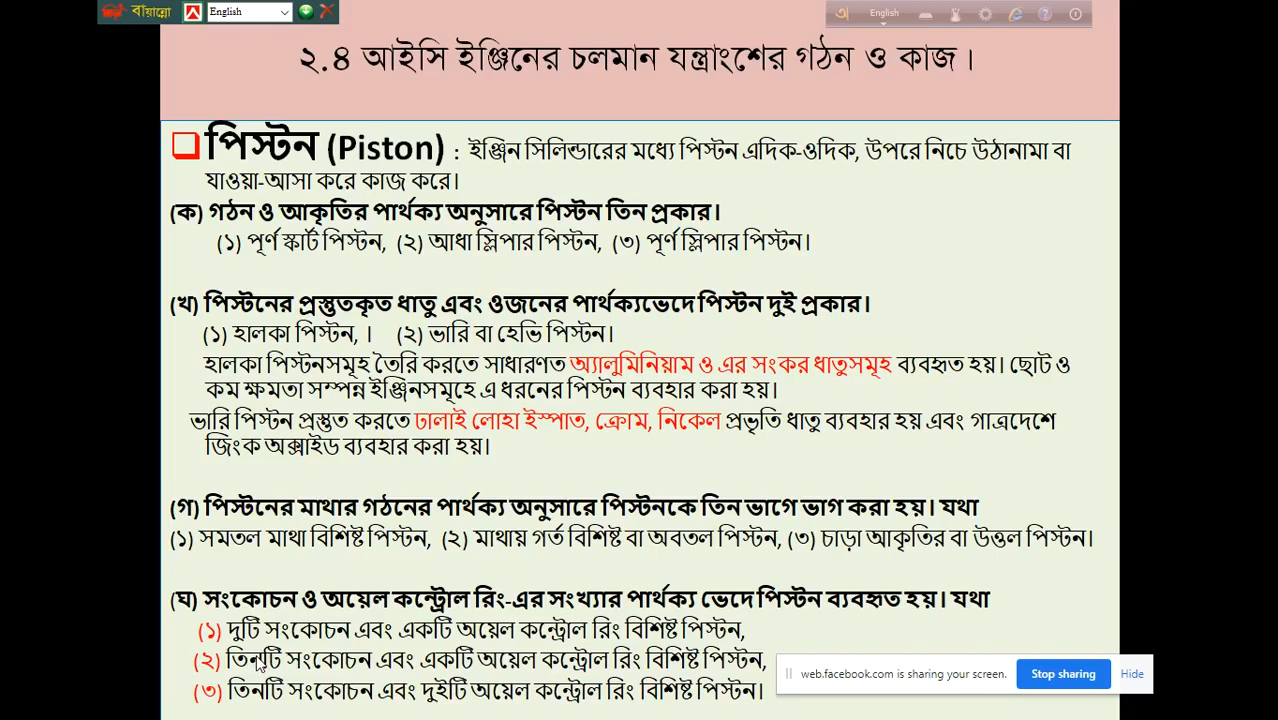 বায়ান্নো English
English
২.৪ আইসি ইঞ্জিনের চলমান যন্ত্রাংশের গঠন ও কাজ।
পিস্টন (Piston) : ইঞ্জিন সিলিন্ডারের মধ্যে পিস্টন এদিক-ওদিক, উপরে নিচে উঠানামা বা
যাওয়া-আসা করে কাজ করে।
(ক) গঠন ও আকৃতির পার্থক্য অনুসারে পিস্টন তিন প্রকার।
(১) পূর্ণ স্কার্ট পিস্টন, (২) আধা স্লিপার পিস্টন, (৩) পূর্ণ স্লিপার পিস্টন।
(খ) পিস্টনের প্রস্তুতকৃত ধাতু এবং ওজনের পার্থক্যভেদে পিস্টন দুই প্রকার।
(১) হালকা পিস্টন, । (২) ভারি বা হেভি পিস্টন।
হালকা পিস্টনসমূহ তৈরি করতে সাধারণত অ্যালুমিনিয়াম ও এর সংকর ধাতুসমূহ ব্যবহৃত হয়। ছোট ও
কম ক্ষমতা সম্পন্ন ইঞ্জিনসমূহে এ ধরনের পিস্টন ব্যবহার করা হয়।
ভারি পিস্টন প্রস্তুত করতে ঢালাই লোহা ইস্পাত, ক্রোম, নিকেল প্রভৃতি ধাতু ব্যবহার হয় এবং গাত্রদেশে
জিংক অক্সাইড ব্যবহার করা হয়।
(গ) পিস্টনের মাথার গঠনের পার্থক্য অনুসারে পিস্টনকে তিন ভাগে ভাগ করা হয়। যথা
(১) সমতল মাথা বিশিষ্ট পিস্টন, (২) মাথায় গর্ত বিশিষ্ট বা অবতল পিস্টন, (৩) চাড়া আকৃতির বা উত্তল পিস্টন।
(ঘ) সংকোচন ও অয়েল কন্ট্রোল রিং-এর সংখ্যার পার্থক্য ভেদে পিস্টন ব্যবহৃত হয়। যথা
(১) দুটি সংকোচন এবং একটি অয়েল কন্ট্রোল রিং বিশিষ্ট পিস্টন,
(২) তিনটি সংকোচন এবং একটি অয়েল কন্ট্রোল রিং বিশিষ্ট পিস্টন,
(৩) তিনটি সংকোচন এবং দুইটি অয়েল কন্ট্রোল রিং বিশিষ্ট পিস্টন।
web.facebook.com is sharing your screen. Stop sharing Hide